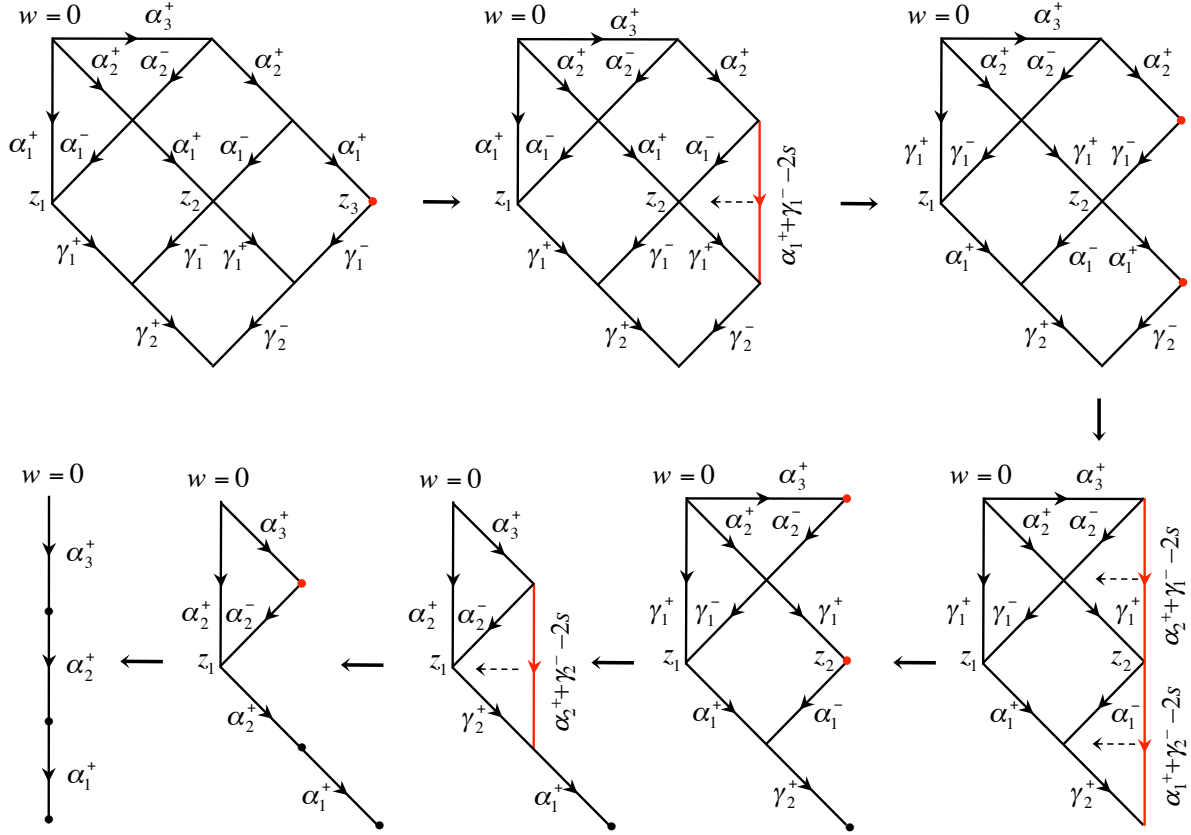 w = 0
α₃⁺
α₂⁺ α₂⁻ α₂⁺
α₁⁺ α₁⁻ α₁⁺ α₁⁻ α₁⁺
z₁ z₂ z₃
γ₁⁺ γ₁⁻ γ₁⁺ γ₁⁻
γ₂⁺ γ₂⁻
w = 0
α₃⁺
α₂⁺ α₂⁻ α₂⁺
α₁⁺ α₁⁻ α₁⁺ α₁⁻
z₁ z₂
α₁⁺+γ₁⁻−2s
γ₁⁺ γ₁⁻ γ₁⁺
γ₂⁺ γ₂⁻
w = 0
α₃⁺
α₂⁺ α₂⁻ α₂⁺
γ₁⁺ γ₁⁻ γ₁⁺ γ₁⁻
z₁ z₂
α₁⁺ α₁⁻ α₁⁺
γ₂⁺ γ₂⁻
w = 0
α₃⁺
α₂⁺
α₁⁺
w = 0
α₃⁺
α₂⁺ α₂⁻
z₁
α₂⁺
α₁⁺
w = 0
α₃⁺
α₂⁺ α₂⁻
z₁
α₂⁺+γ₂⁻−2s
γ₂⁺
α₁⁺
w = 0
α₃⁺
α₂⁺ α₂⁻
γ₁⁺ γ₁⁻ γ₁⁺
z₁ z₂
α₁⁺ α₁⁻
γ₂⁺
w = 0
α₃⁺
α₂⁺ α₂⁻
α₂⁺+γ₁⁻−2s
γ₁⁺ γ₁⁻ γ₁⁺
z₁ z₂
α₁⁺ α₁⁻
α₁⁺+γ₂⁻−2s
γ₂⁺